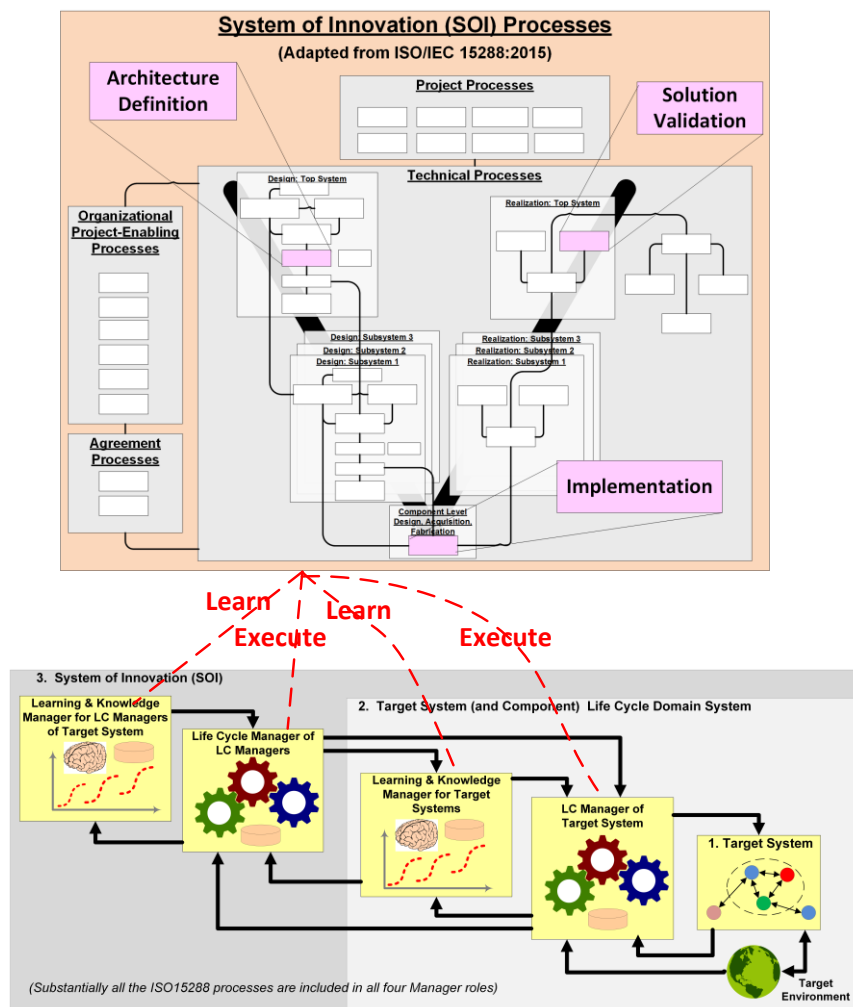 System of Innovation (SOI) Processes
(Adapted from ISO/IEC 15288:2015)
Architecture
Definition
Project Processes
Solution
Validation
Technical Processes
Design: Top System
Realization: Top System
Organizational
Project-Enabling
Processes
Design: Subsystem 3
Design: Subsystem 2
Design: Subsystem 1
Realization: Subsystem 3
Realization: Subsystem 2
Realization: Subsystem 1
Agreement
Processes
Implementation
Component Level
Design, Acquisition,
Fabrication
Learn
Learn
Execute
Execute
3. System of Innovation (SOI)
Learning & Knowledge
Manager for LC Managers
of Target System
2. Target System (and Component) Life Cycle Domain System
Life Cycle Manager of
LC Managers
Learning & Knowledge
Manager for Target
Systems
LC Manager of
Target System
1. Target System
Target
Environment
(Substantially all the ISO15288 processes are included in all four Manager roles)